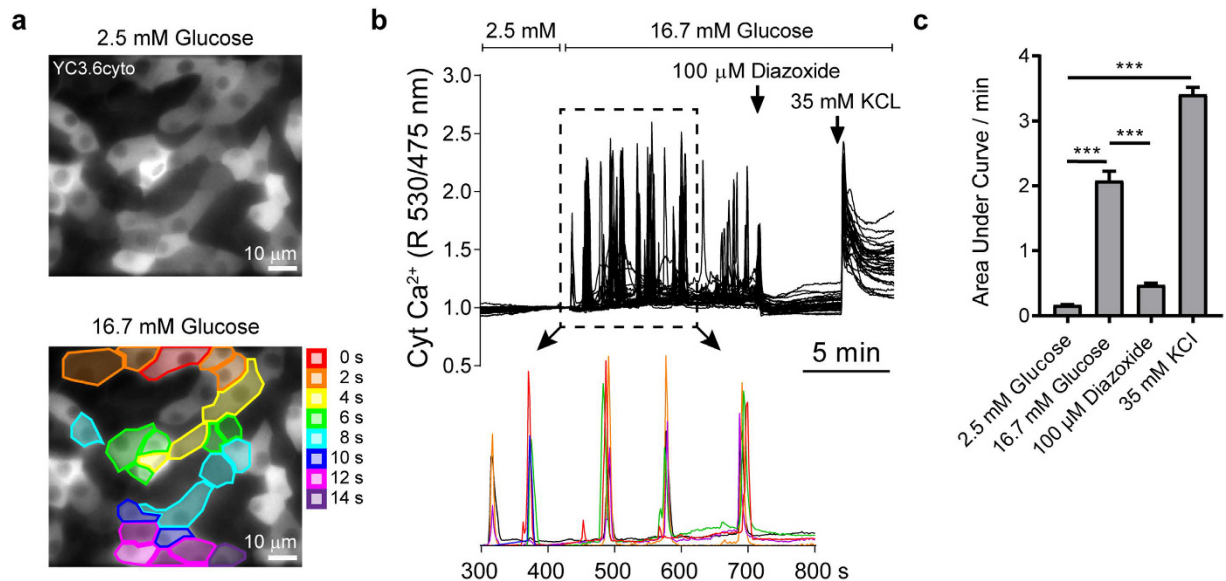 a
2.5 mM Glucose
YC3.6cyto
10 μm
16.7 mM Glucose
0 s
2 s
4 s
6 s
8 s
10 s
12 s
14 s
10 μm
b
2.5 mM 16.7 mM Glucose
100 μM Diazoxide
35 mM KCL
Cyt Ca²⁺ (R 530/475 nm)
3.0
2.5
2.0
1.5
1.0
0.5
5 min
300 400 500 600 700 800 s
c
Area Under Curve / min
4
3
2
1
0
***
*** ***
2.5 mM Glucose
16.7 mM Glucose
100 μM Diazoxide
35 mM KCl